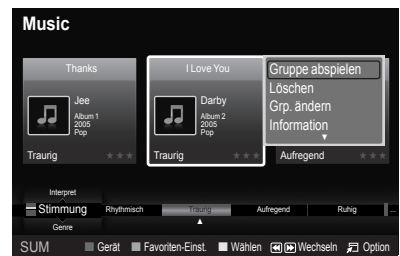 Music
Thanks
Jee
Album 1
2005
Pop
Traurig
I Love You
Darby
Album 2
2005
Pop
Traurig
Gruppe abspielen
Löschen
Grp. ändern
Information
Aufregend
Interpret
Stimmung Rhythmisch Traurig Aufregend Ruhig ...
Genre
SUM Gerät Favoriten-Einst. Wählen Wechseln Option